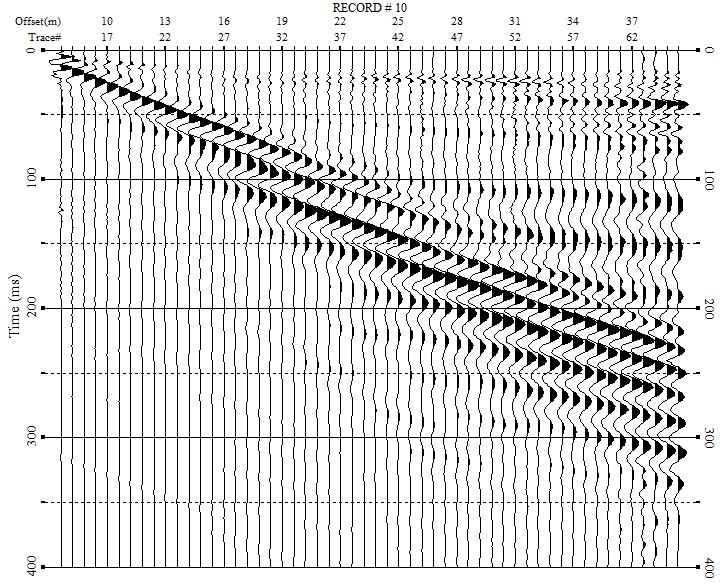 RECORD # 10
Offset(m) 10 13 16 19 22 25 28 31 34 37
Trace# 17 22 27 32 37 42 47 52 57 62
0 0
100 100
Time (ms)
200 200
300 300
400 400